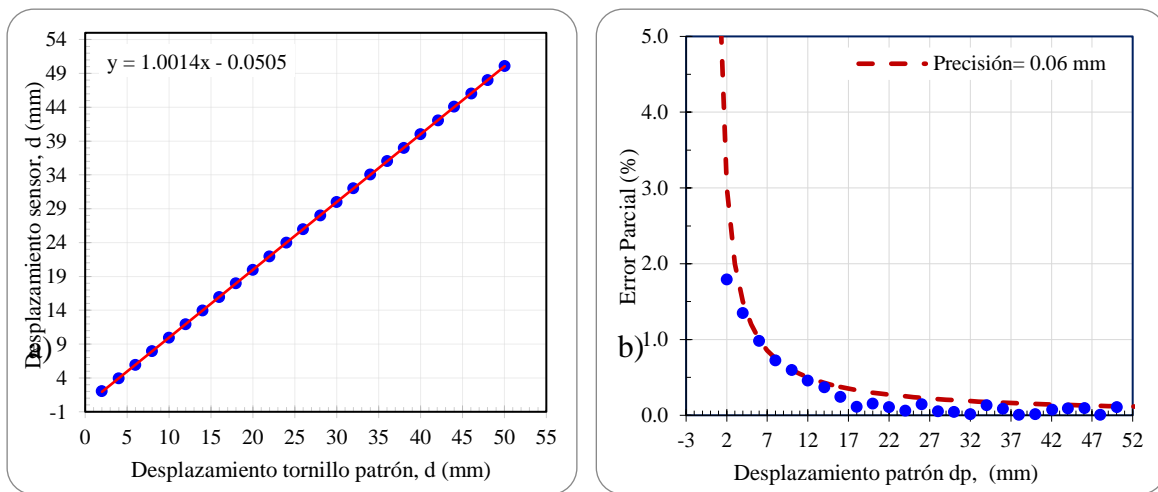 54
49
44
39
34
29
24
19
14
9
4
-1
y = 1.0014x - 0.0505
Desplazamiento sensor, d (mm)
a)
0 5 10 15 20 25 30 35 40 45 50 55
Desplazamiento tornillo patrón, d (mm)
5.0
4.0
3.0
2.0
1.0
0.0
Precisión= 0.06 mm
Error Parcial (%)
b)
-3 2 7 12 17 22 27 32 37 42 47 52
Desplazamiento patrón dp, (mm)